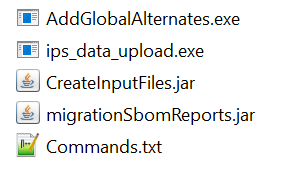 AddGlobalAlternates.exe
ips_data_upload.exe
CreateInputFiles.jar
migrationSbomReports.jar
Commands.txt